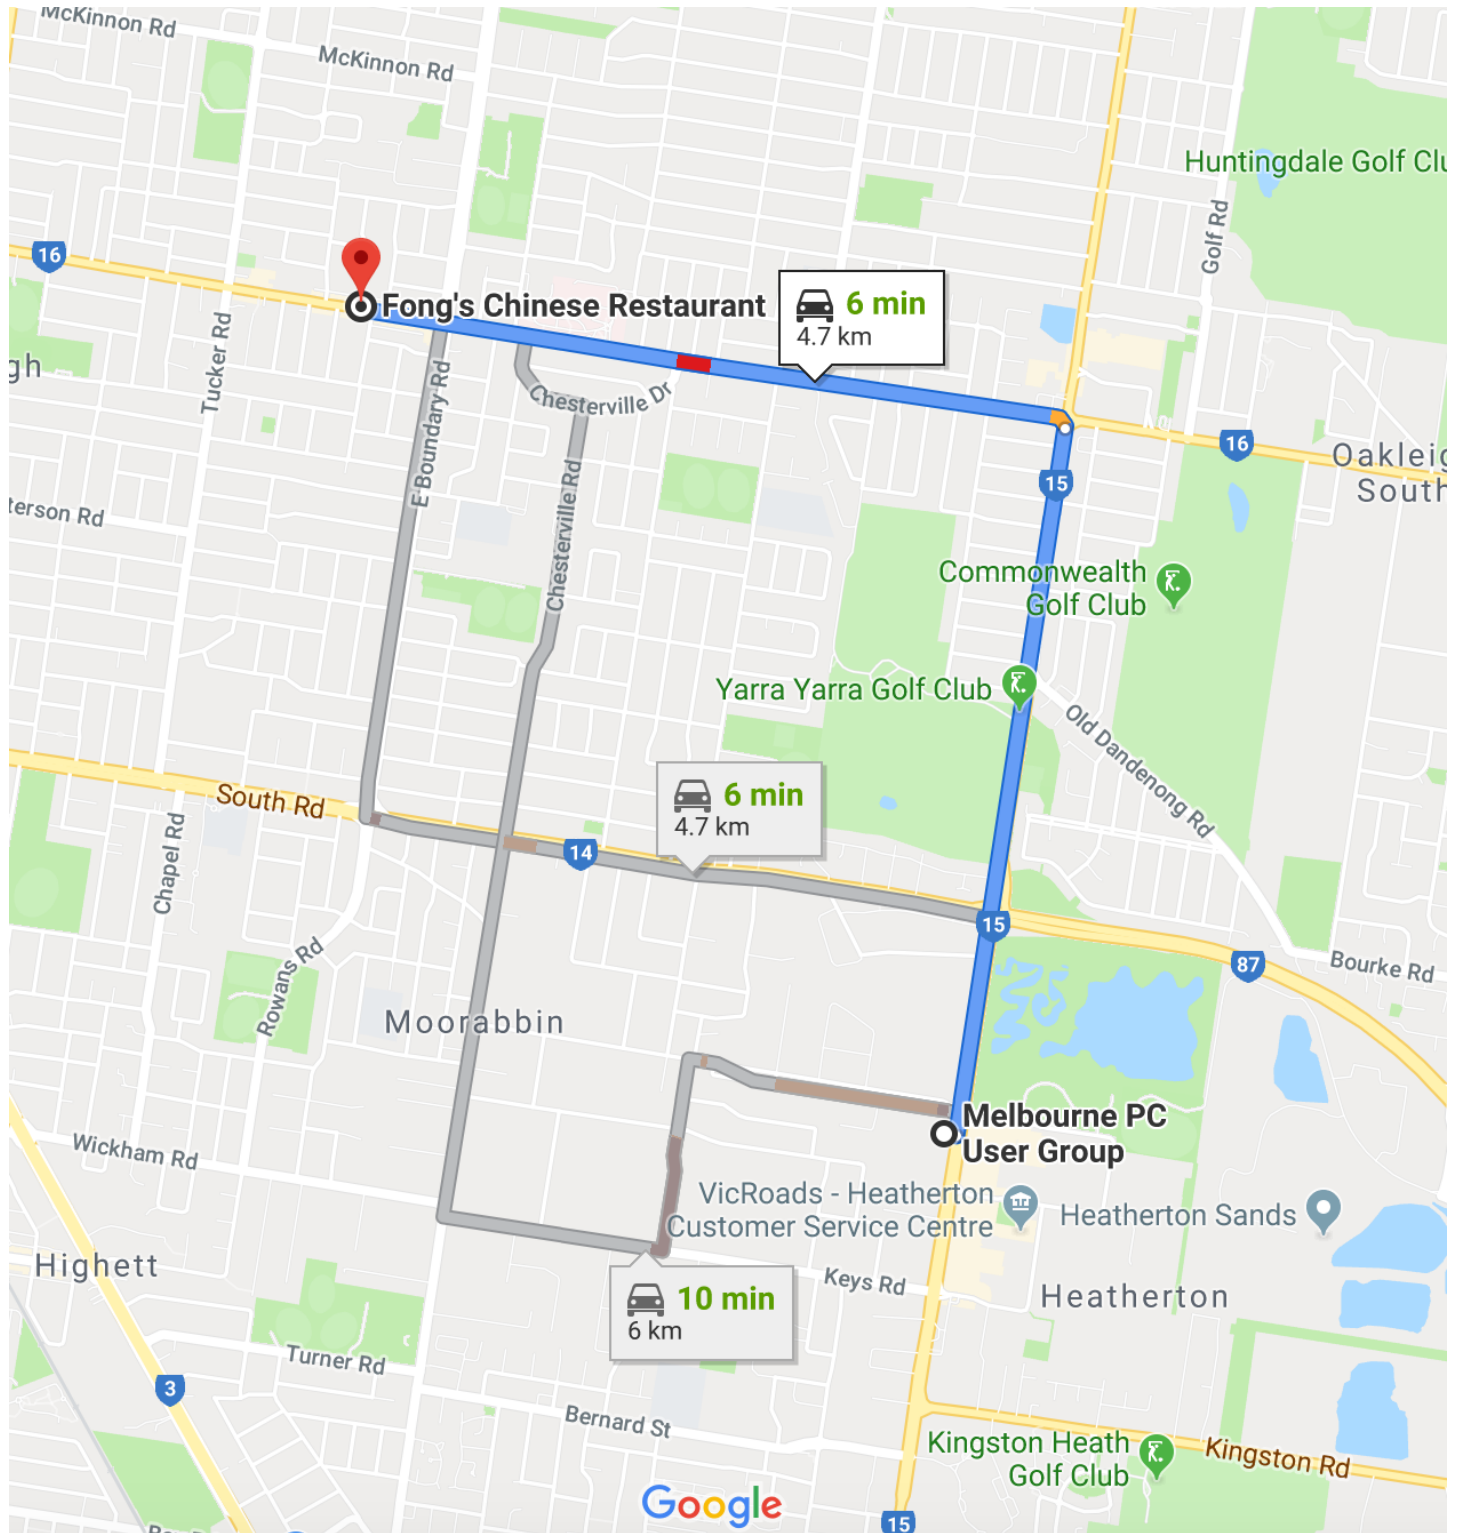 McKinnon Rd
McKinnon Rd
Huntingdale Golf Clu
Golf Rd
16
Fong's Chinese Restaurant
6 min
4.7 km
Tucker Rd
gh
E Boundary Rd
Chesterville Dr
16
Oakleig
South
15
Chesterville Rd
terson Rd
Commonwealth
Golf Club
Yarra Yarra Golf Club
Old Dandenong Rd
South Rd
6 min
4.7 km
14
Chapel Rd
15
87
Bourke Rd
Rowans Rd
Moorabbin
Melbourne PC
User Group
Wickham Rd
VicRoads - Heatherton
Customer Service Centre
Heatherton Sands
Highett
Keys Rd
Heatherton
10 min
6 km
Turner Rd
3
Bernard St
Kingston Heath
Golf Club
Kingston Rd
Google
15